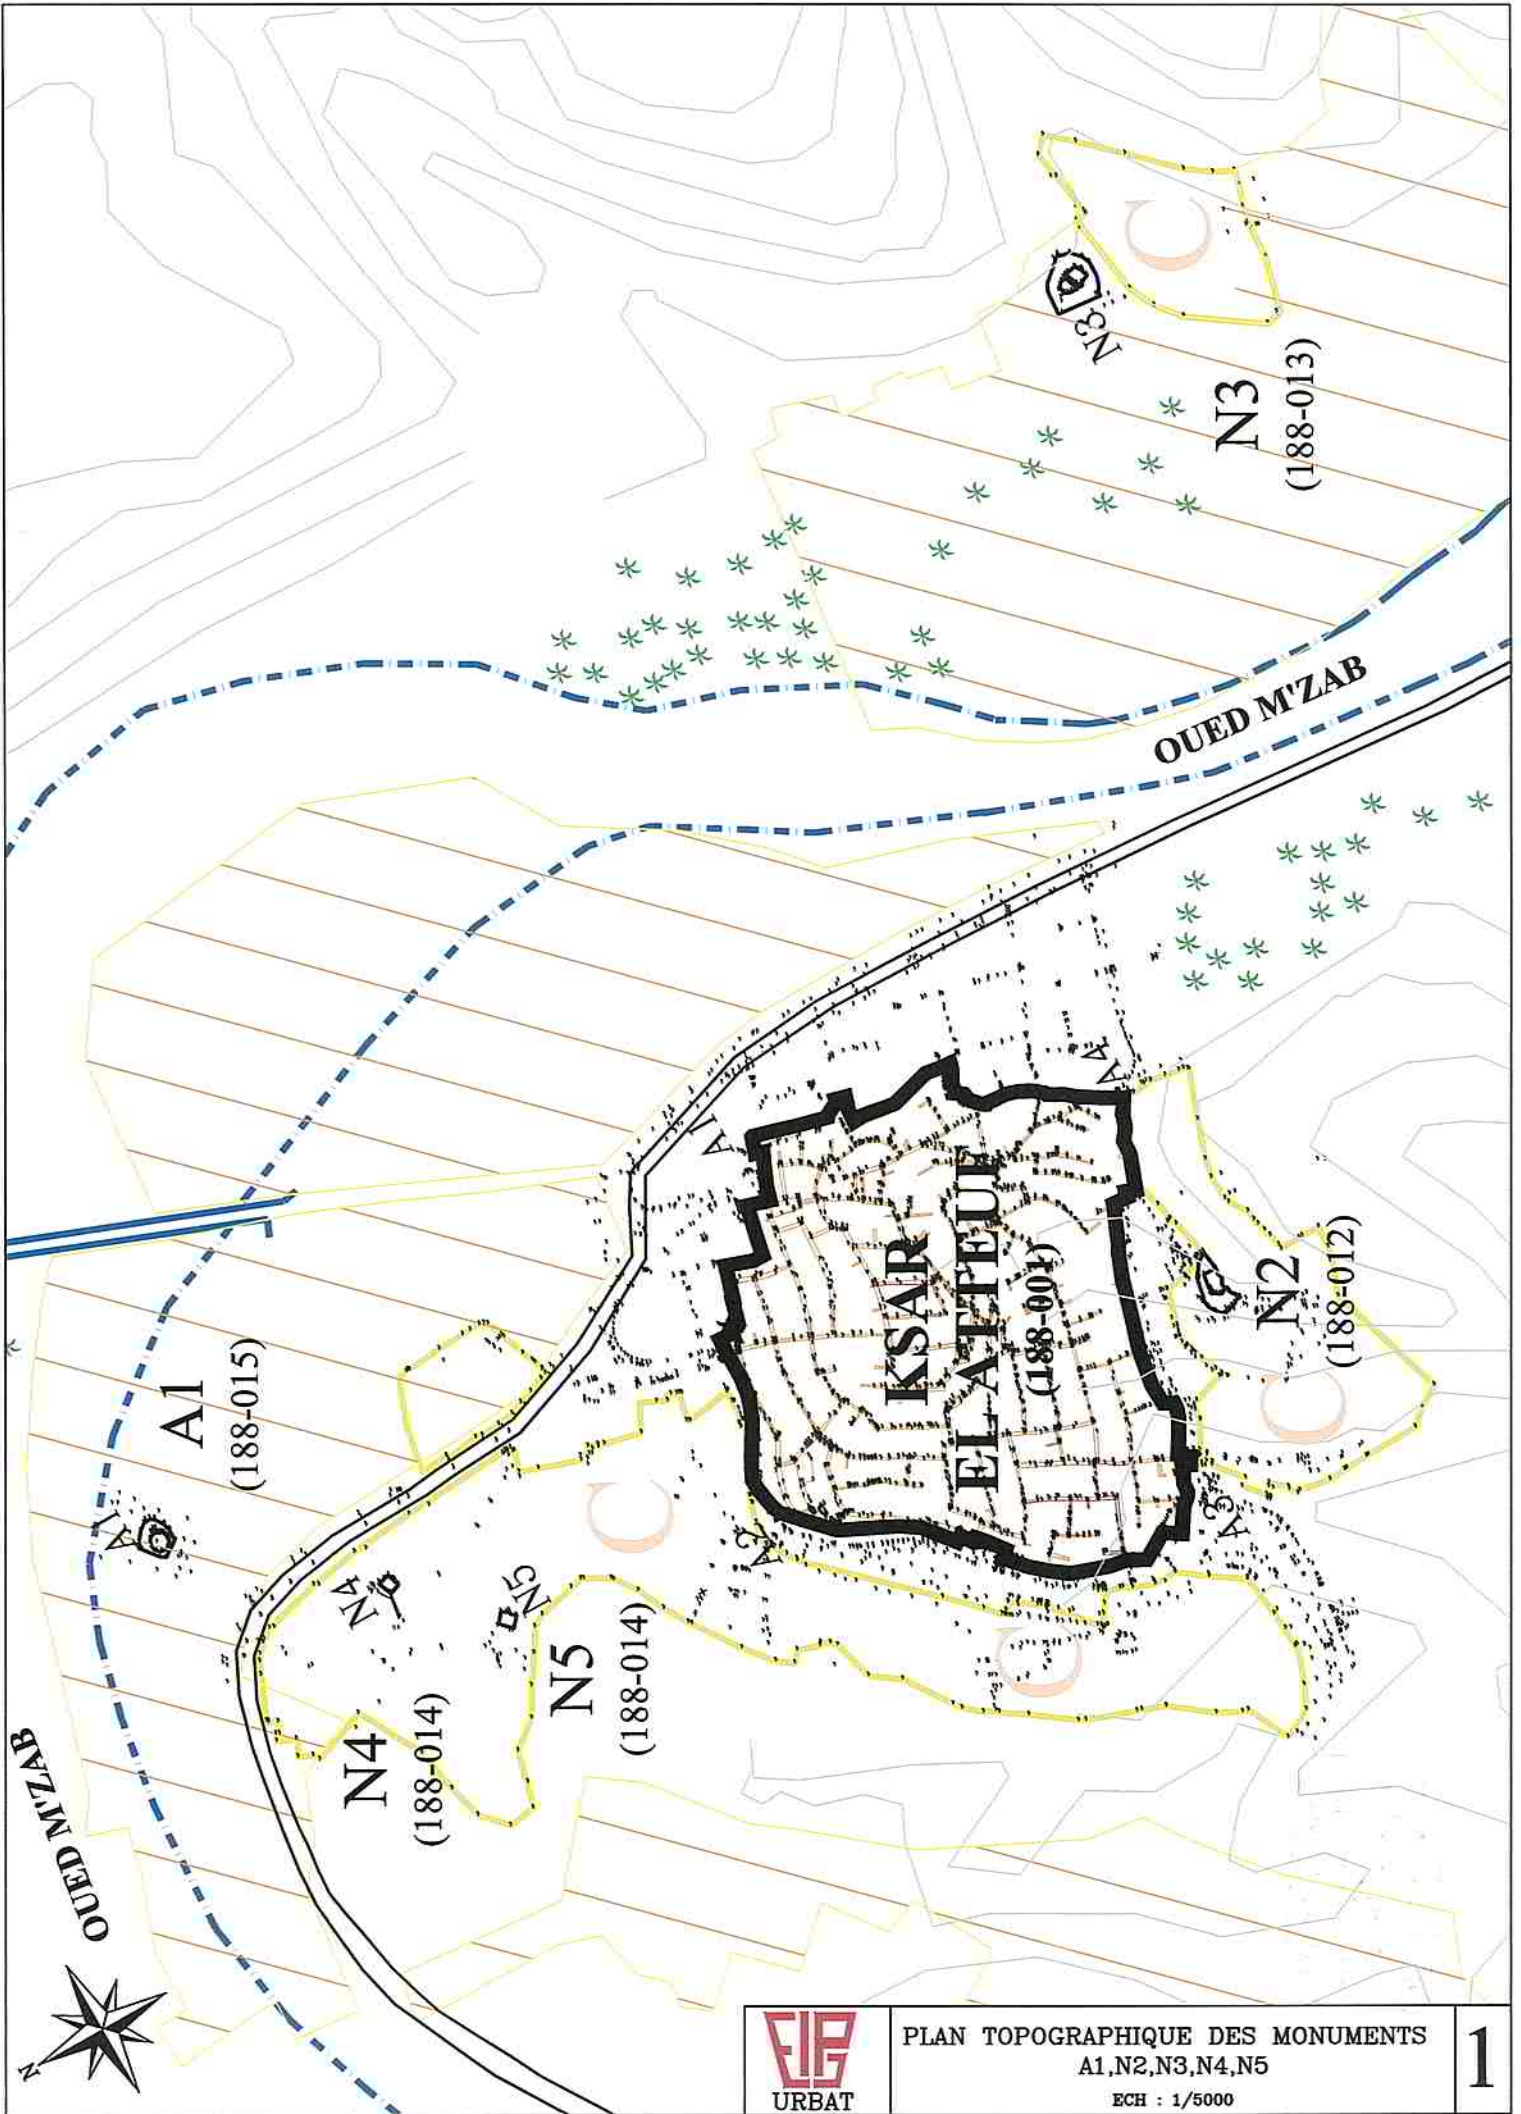 C
N3
N3
(188-013)
OUED M'ZAB
A4
A1
KSAR
EL ATTEUF
(188-001)
N2
(188-012)
C
A1
(188-015)
A1
C
A2
A3
N4
N5
N5
(188-014)
C
N4
(188-014)
OUED M'ZAB
N
URBAT
PLAN TOPOGRAPHIQUE DES MONUMENTS
A1,N2,N3,N4,N5
ECH : 1/5000
1